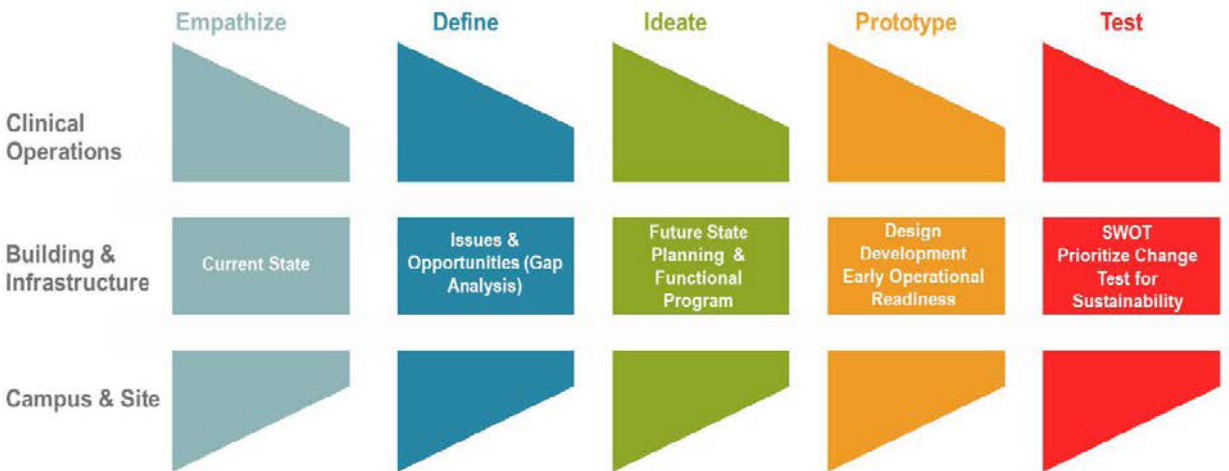 Empathize
Define
Ideate
Prototype
Test
Clinical
Operations
Building &
Infrastructure
Current State
Issues &
Opportunities (Gap
Analysis)
Future State
Planning &
Functional
Program
Design
Development
Early Operational
Readiness
SWOT
Prioritize Change
Test for
Sustainability
Campus & Site